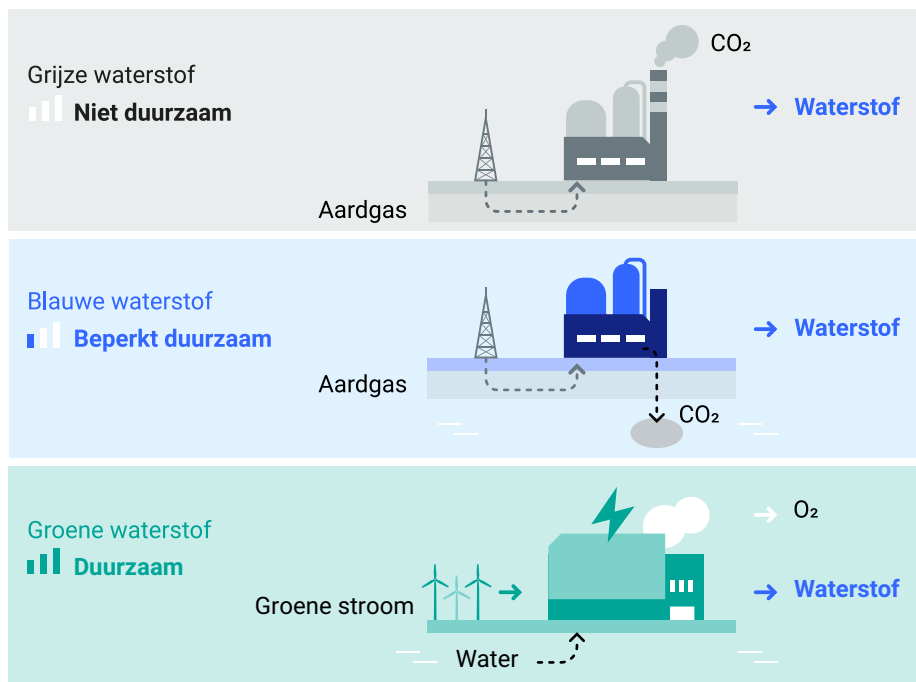 CO₂
Grijze waterstof
Niet duurzaam
Waterstof
Aardgas
Blauwe waterstof
Beperkt duurzaam
Waterstof
Aardgas
CO₂
Groene waterstof
Duurzaam
O₂
Waterstof
Groene stroom
Water